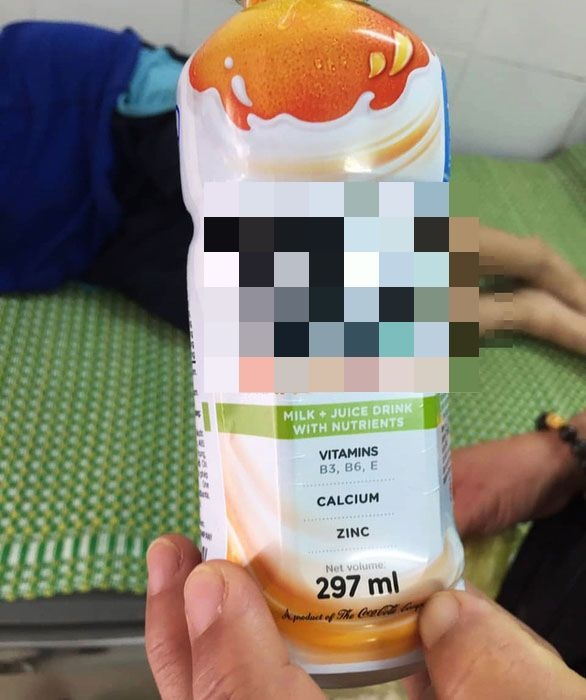 MILK + JUICE DRINK
WITH NUTRIENTS
VITAMINS
B3, B6, E
CALCIUM
ZINC
Net volume:
297 ml
A product of The Coca-Cola Company